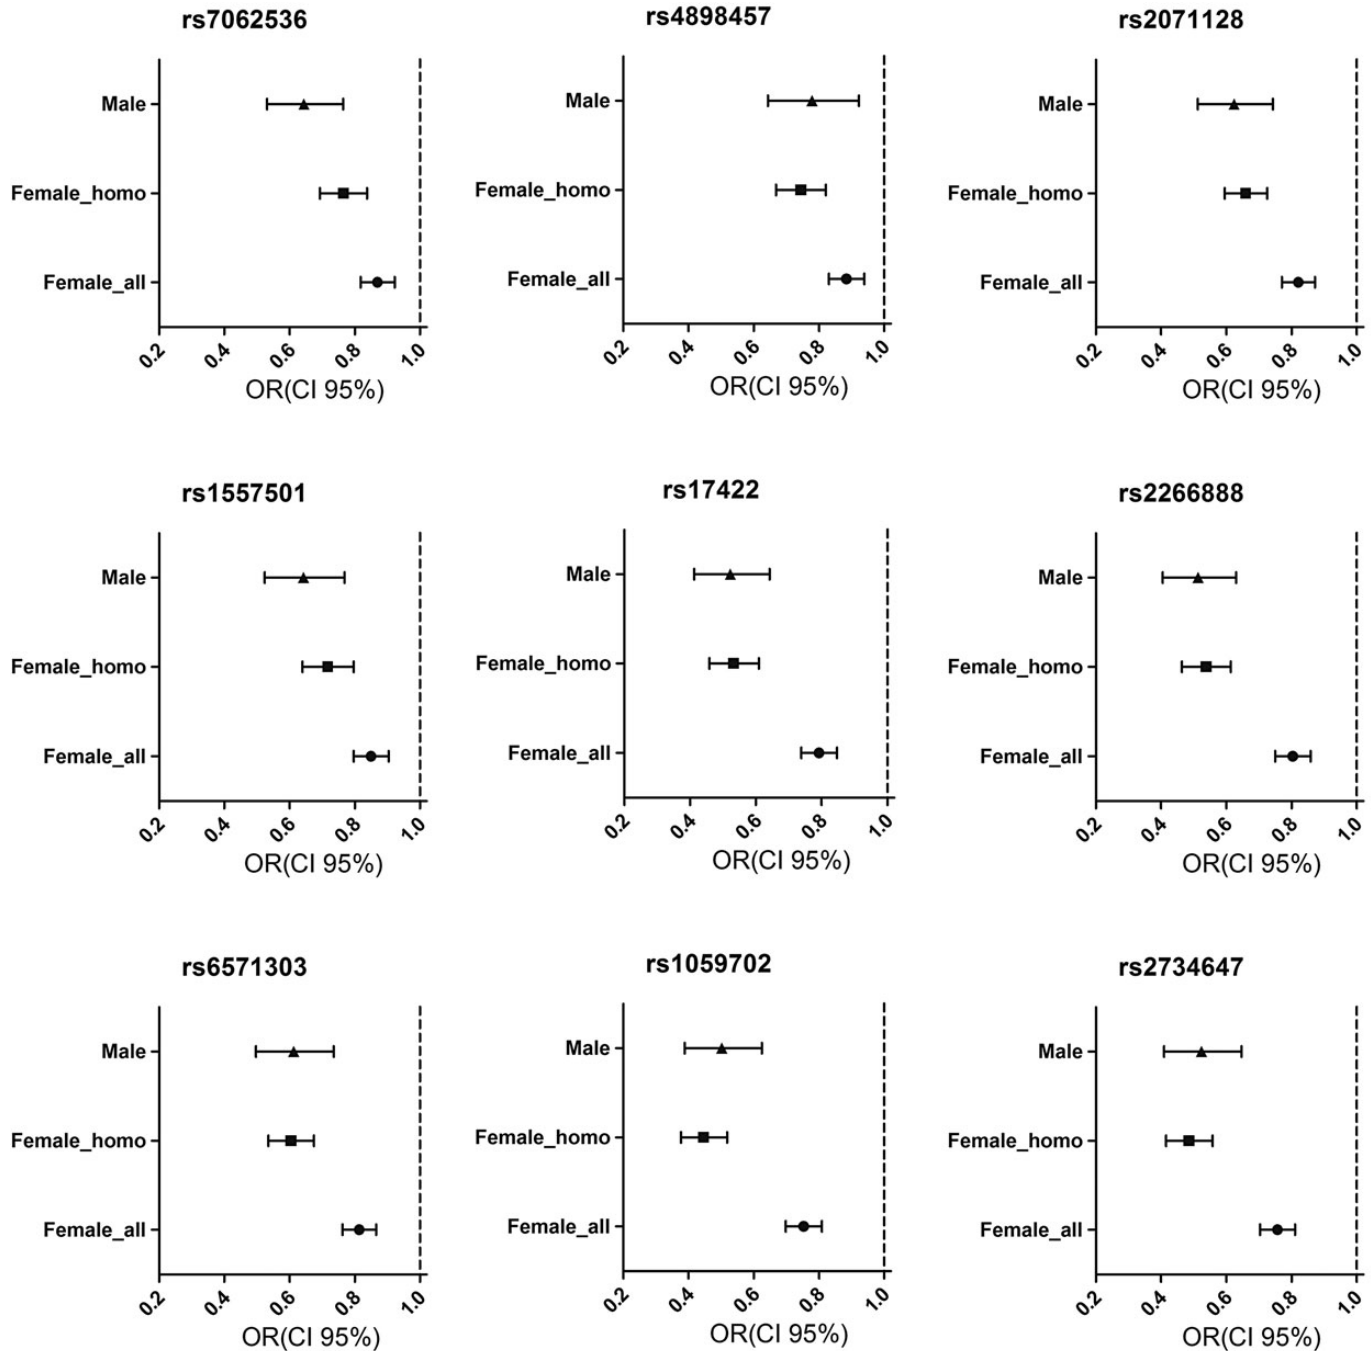 rs7062536
Male
Female_homo
Female_all
0.2 0.4 0.6 0.8 1.0
OR(CI 95%)
rs4898457
Male
Female_homo
Female_all
0.2 0.4 0.6 0.8 1.0
OR(CI 95%)
rs2071128
Male
Female_homo
Female_all
0.2 0.4 0.6 0.8 1.0
OR(CI 95%)
rs1557501
Male
Female_homo
Female_all
0.2 0.4 0.6 0.8 1.0
OR(CI 95%)
rs17422
Male
Female_homo
Female_all
0.2 0.4 0.6 0.8 1.0
OR(CI 95%)
rs2266888
Male
Female_homo
Female_all
0.2 0.4 0.6 0.8 1.0
OR(CI 95%)
rs6571303
Male
Female_homo
Female_all
0.2 0.4 0.6 0.8 1.0
OR(CI 95%)
rs1059702
Male
Female_homo
Female_all
0.2 0.4 0.6 0.8 1.0
OR(CI 95%)
rs2734647
Male
Female_homo
Female_all
0.2 0.4 0.6 0.8 1.0
OR(CI 95%)